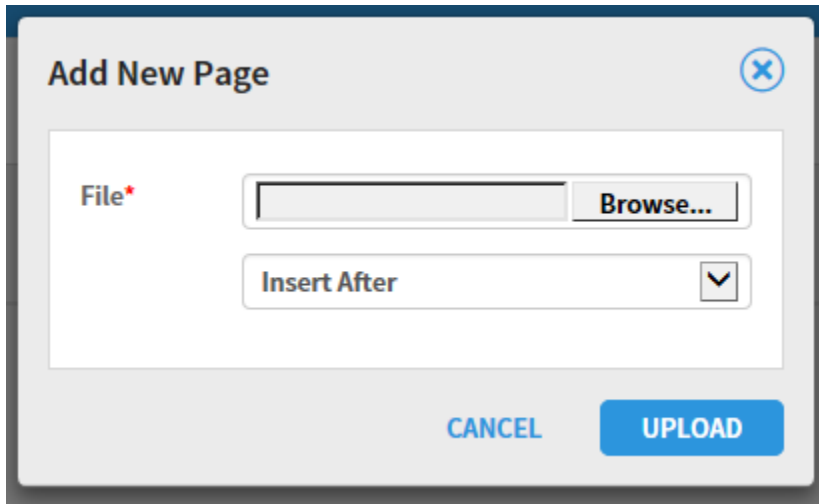 Add New Page
File*
Browse...
Insert After
CANCEL
UPLOAD